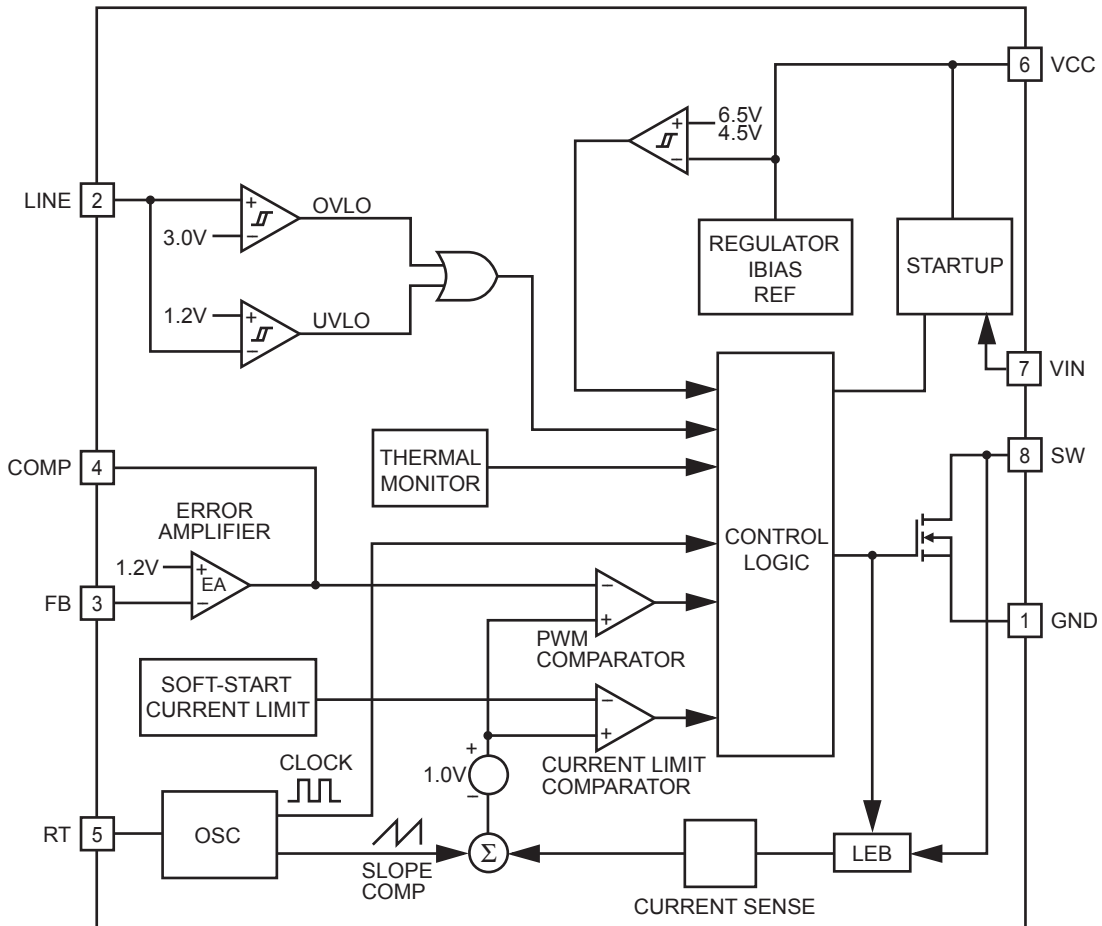 6 VCC
6.5V
4.5V
+
−
LINE 2
+
3.0V −
OVLO
1.2V +
−
UVLO
REGULATOR
IBIAS
REF
STARTUP
7 VIN
COMP 4
THERMAL
MONITOR
8 SW
ERROR
AMPLIFIER
1.2V +
EA
−
FB 3
CONTROL
LOGIC
−
+
PWM
COMPARATOR
1 GND
SOFT-START
CURRENT LIMIT
−
+
CURRENT LIMIT
COMPARATOR
+
1.0V
−
CLOCK
RT 5
OSC
SLOPE
COMP
Σ
CURRENT SENSE
LEB